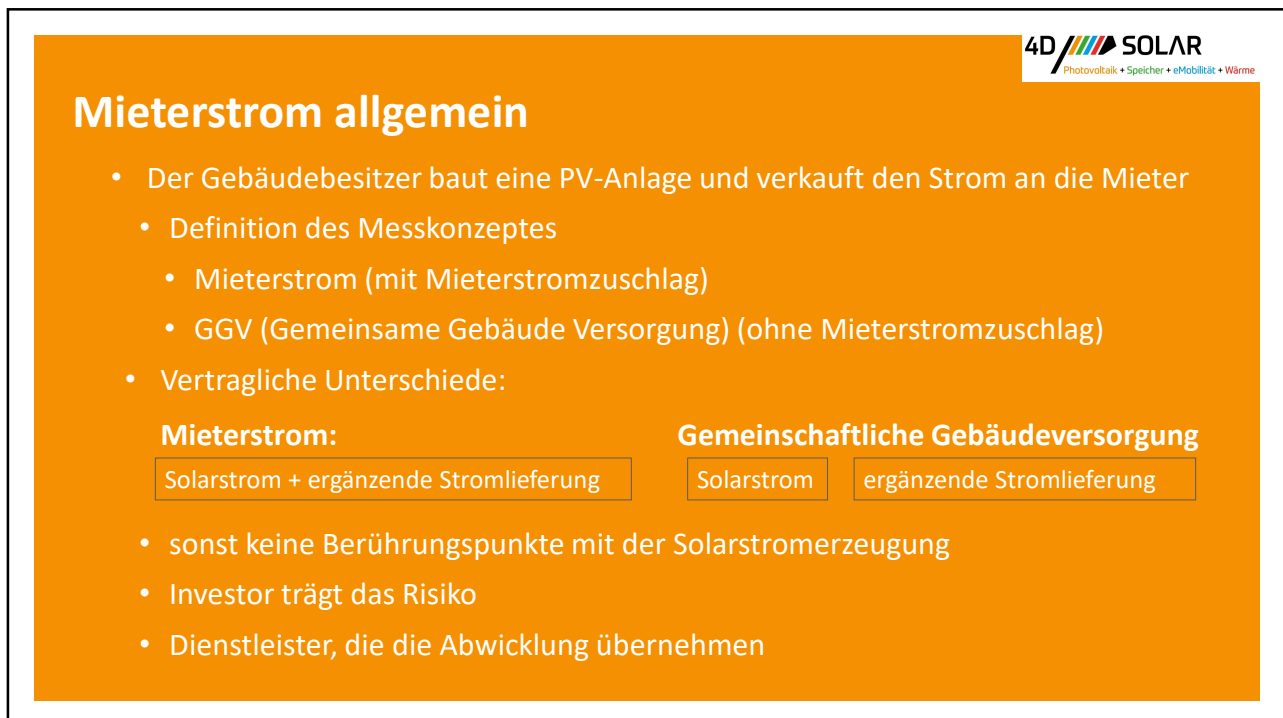 4D SOLAR
Photovoltaik + Speicher + eMobilität + Wärme
Mieterstrom allgemein
• Der Gebäudebesitzer baut eine PV-Anlage und verkauft den Strom an die Mieter
• Definition des Messkonzeptes
• Mieterstrom (mit Mieterstromzuschlag)
• GGV (Gemeinsame Gebäude Versorgung) (ohne Mieterstromzuschlag)
• Vertragliche Unterschiede:
Mieterstrom: Gemeinschaftliche Gebäudeversorgung
Solarstrom + ergänzende Stromlieferung Solarstrom ergänzende Stromlieferung
• sonst keine Berührungspunkte mit der Solarstromerzeugung
• Investor trägt das Risiko
• Dienstleister, die die Abwicklung übernehmen